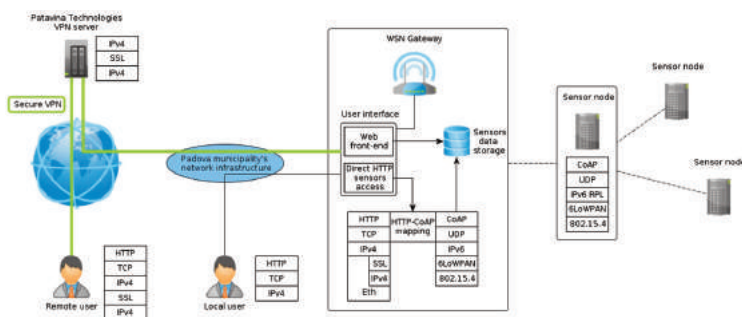 Patavina Technologies
VPN server
IPv4
SSL
IPv4
Secure VPN
Padova municipality's
network infrastructure
HTTP
TCP
IPv4
SSL
IPv4
Remote user
HTTP
TCP
IPv4
Local user
WSN Gateway
User interface
Web
front-end
Direct HTTP
sensors
access
Sensors
data
storage
HTTP
TCP
IPv4
SSL
IPv4
Eth
HTTP-CoAP
mapping
CoAP
UDP
IPv6
6LoWPAN
802.15.4
Sensor node
CoAP
UDP
IPv6 RPL
6LoWPAN
802.15.4
Sensor node
Sensor node